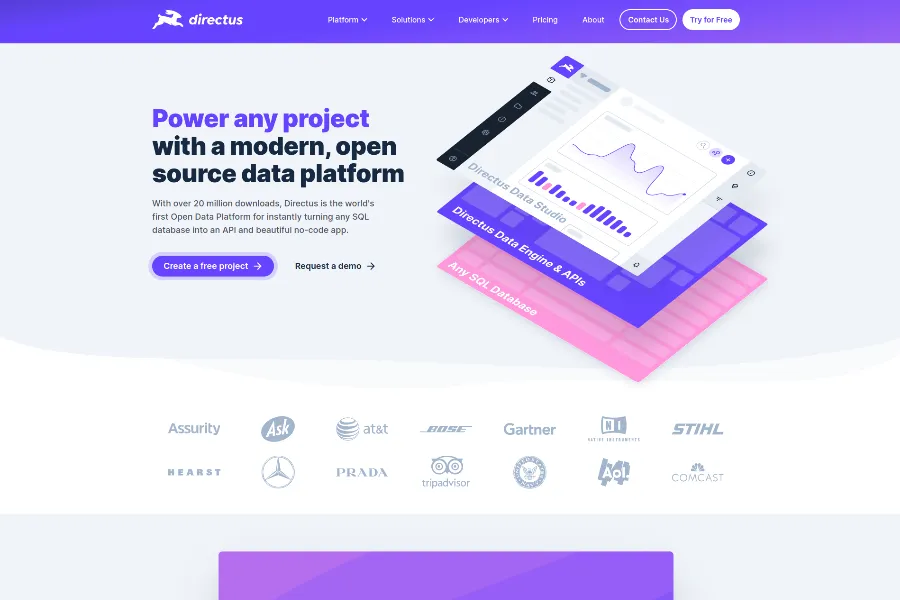 directus
Platform
Solutions
Developers
Pricing
About
Contact Us
Try for Free
Power any project
with a modern, open
source data platform
With over 20 million downloads, Directus is the world's
first Open Data Platform for instantly turning any SQL
database into an API and beautiful no-code app.
Create a free project
Request a demo
Directus Data Studio
Directus Data Engine & APIs
Any SQL Database
Assurity
Ask
at&t
BOSE
Gartner
NI
NATIVE INSTRUMENTS
STIHL
HEARST
PRADA
tripadvisor
Aol
COMCAST